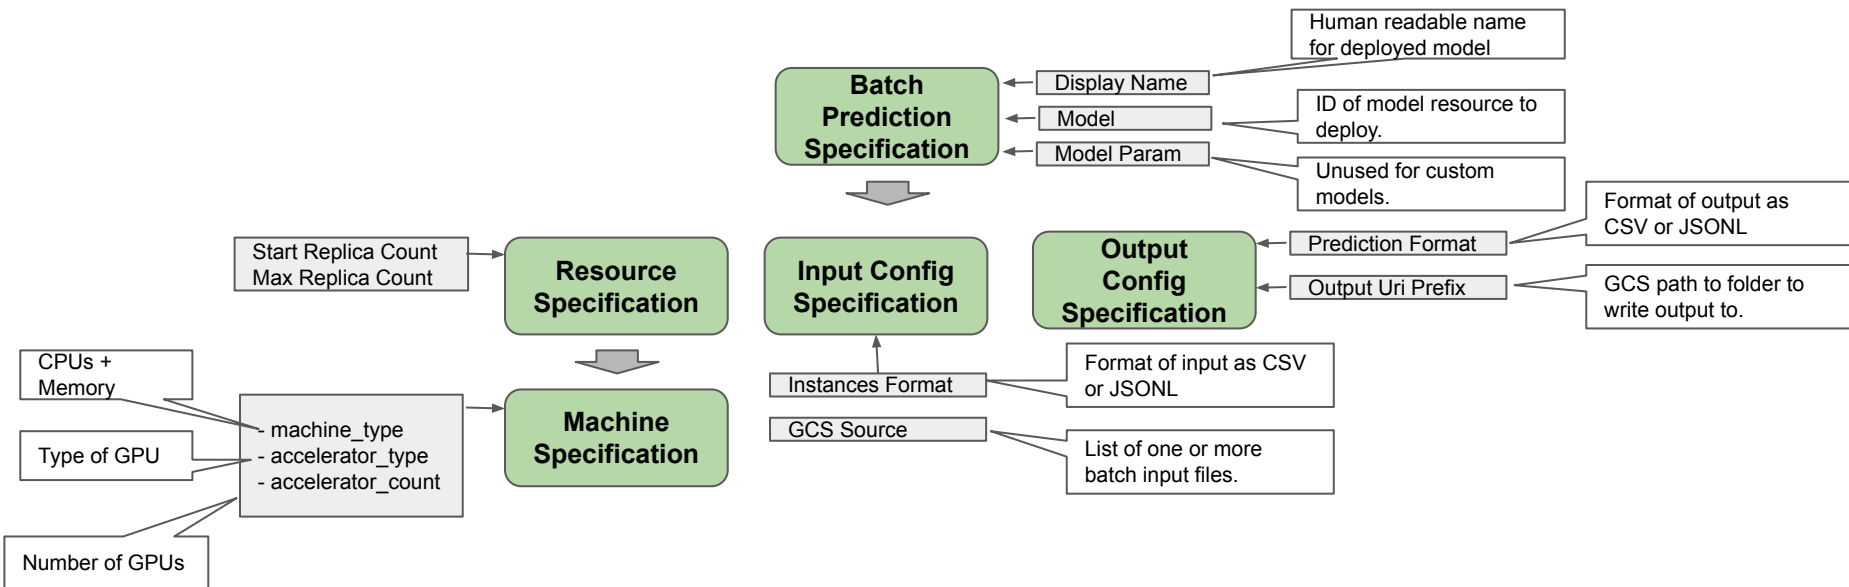 Human readable name
for deployed model
Batch
Prediction
Specification
Display Name
Model
Model Param
ID of model resource to
deploy.
Unused for custom
models.
Format of output as
CSV or JSONL
Start Replica Count
Max Replica Count
Resource
Specification
Input Config
Specification
Output
Config
Specification
Prediction Format
Output Uri Prefix
GCS path to folder to
write output to.
CPUs +
Memory
Type of GPU
Number of GPUs
- machine_type
- accelerator_type
- accelerator_count
Machine
Specification
Instances Format
GCS Source
Format of input as CSV
or JSONL
List of one or more
batch input files.